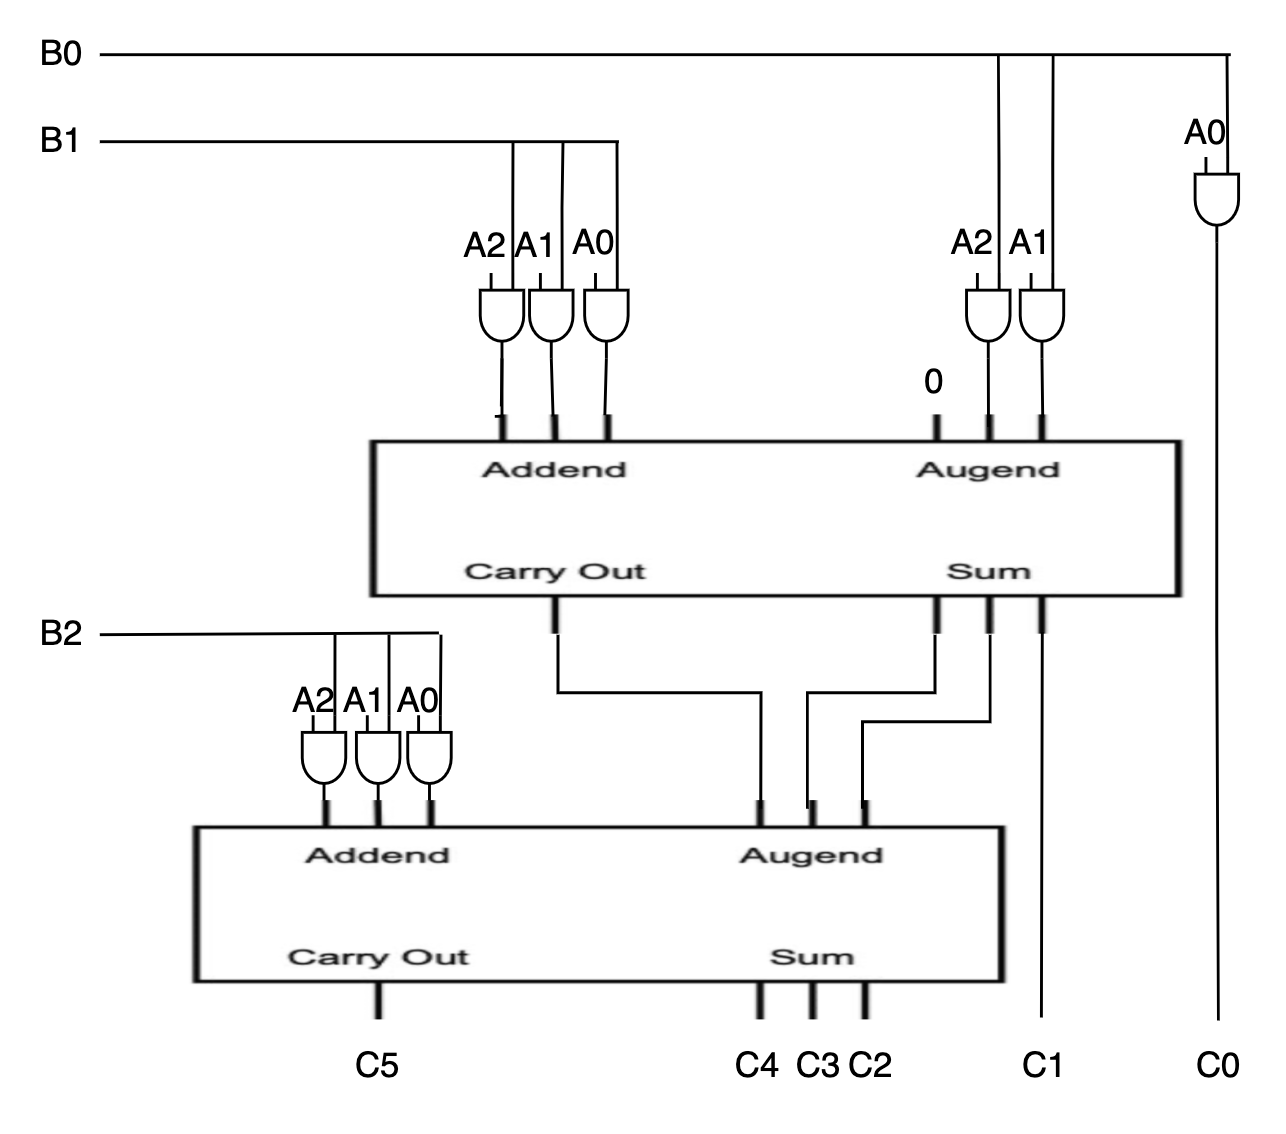 B0
B1
A0
A2 A1 A0
A2 A1
0
Addend Augend
Carry Out Sum
B2
A2 A1 A0
Addend Augend
Carry Out Sum
C5 C4 C3 C2 C1 C0